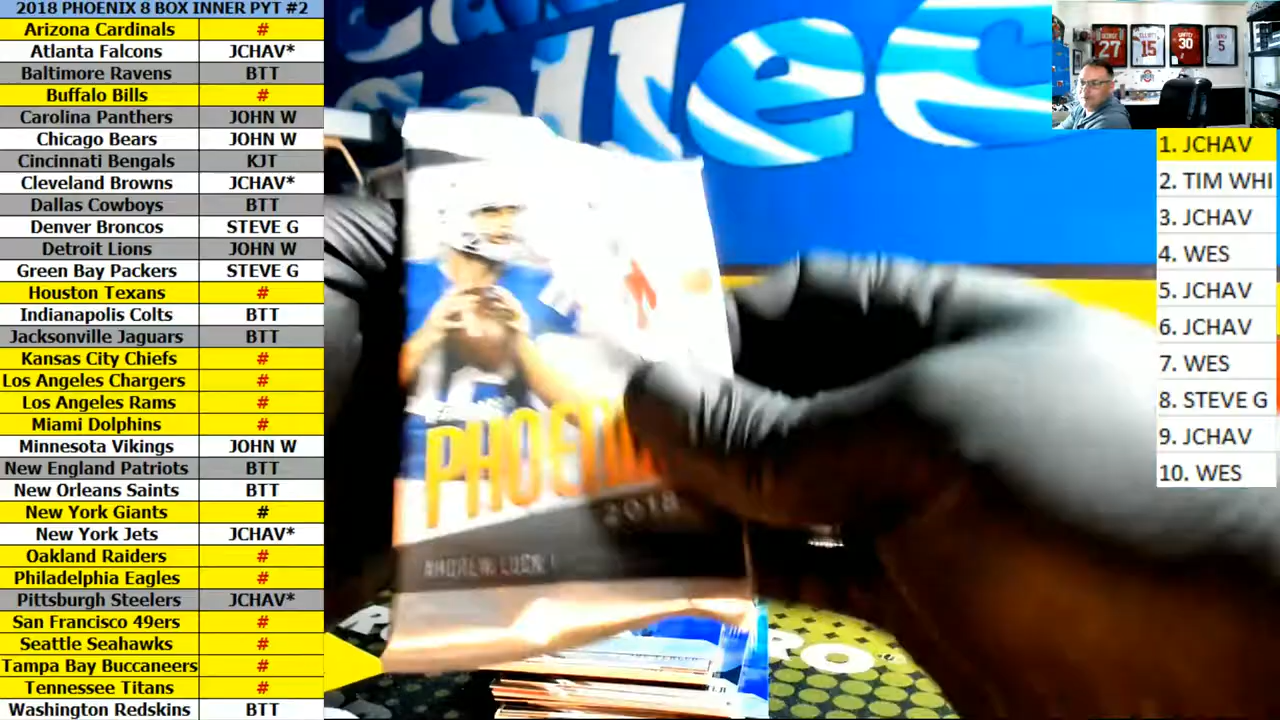 2018 PHOENIX 8 BOX INNER PYT #2
Arizona Cardinals #
Atlanta Falcons JCHAV*
Baltimore Ravens BTT
Buffalo Bills #
Carolina Panthers JOHN W
Chicago Bears JOHN W
Cincinnati Bengals KJT
Cleveland Browns JCHAV*
Dallas Cowboys BTT
Denver Broncos STEVE G
Detroit Lions JOHN W
Green Bay Packers STEVE G
Houston Texans #
Indianapolis Colts BTT
Jacksonville Jaguars BTT
Kansas City Chiefs #
Los Angeles Chargers #
Los Angeles Rams #
Miami Dolphins #
Minnesota Vikings JOHN W
New England Patriots BTT
New Orleans Saints BTT
New York Giants #
New York Jets JCHAV*
Oakland Raiders #
Philadelphia Eagles #
Pittsburgh Steelers JCHAV*
San Francisco 49ers #
Seattle Seahawks #
Tampa Bay Buccaneers #
Tennessee Titans #
Washington Redskins BTT
PHOENIX
2018
ANDREW LUCK
27
15
30
5
1. JCHAV
2. TIM WHI
3. JCHAV
4. WES
5. JCHAV
6. JCHAV
7. WES
8. STEVE G
9. JCHAV
10. WES